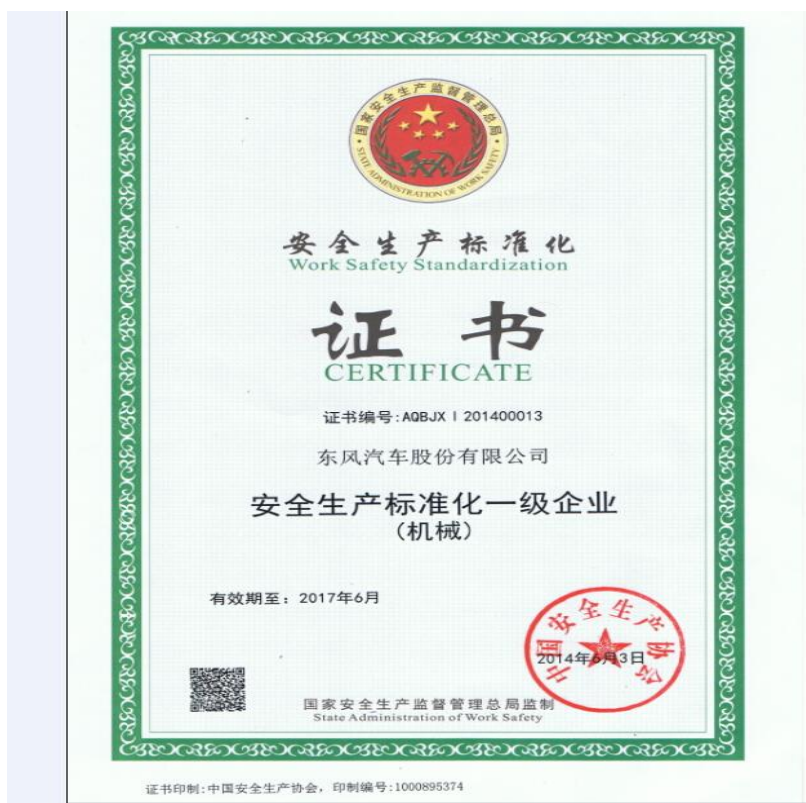 国家安全生产监督管理总局
STATE ADMINISTRATION OF WORK SAFETY
安全生产标准化
Work Safety Standardization
证书
CERTIFICATE
证书编号:AQBJX Ⅰ 201400013
东风汽车股份有限公司
安全生产标准化一级企业
(机械)
有效期至：2017年6月
中国安全生产协会
2014年6月3日
国家安全生产监督管理总局监制
State Administration of Work Safety
证书印制:中国安全生产协会，印制编号:1000895374